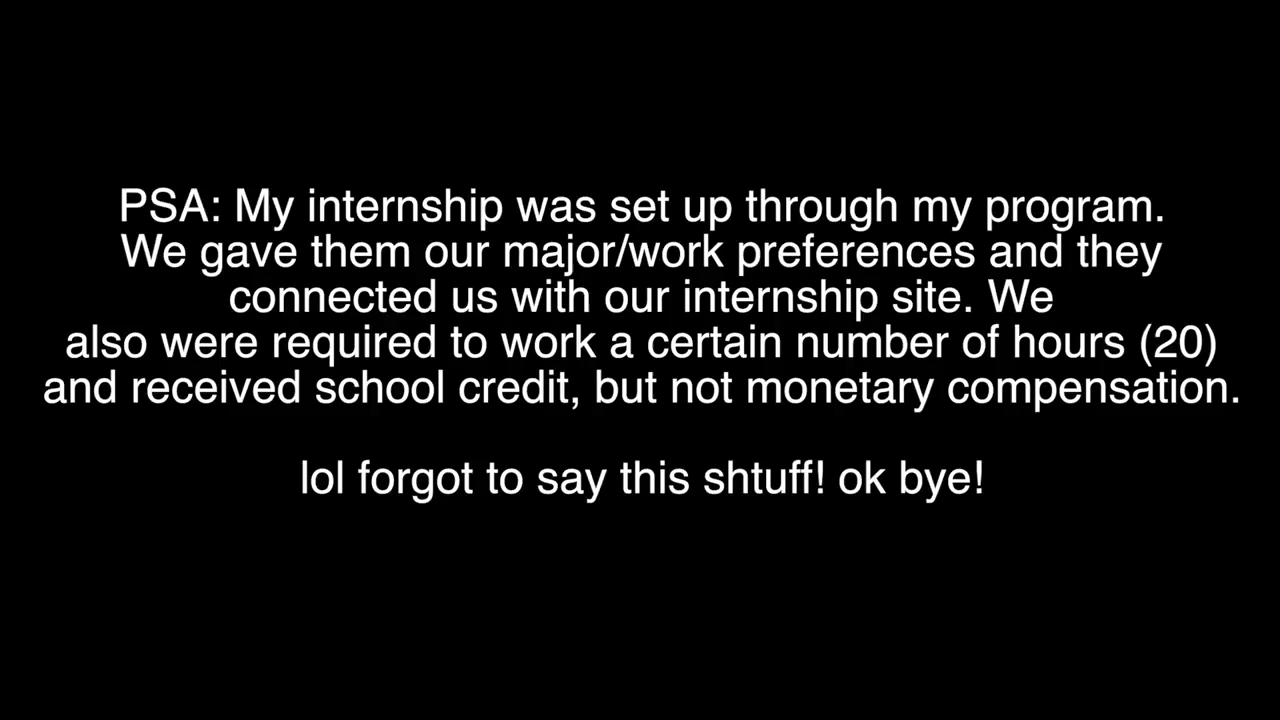 PSA: My internship was set up through my program.
We gave them our major/work preferences and they
connected us with our internship site. We
also were required to work a certain number of hours (20)
and received school credit, but not monetary compensation.
lol forgot to say this shtuff! ok bye!